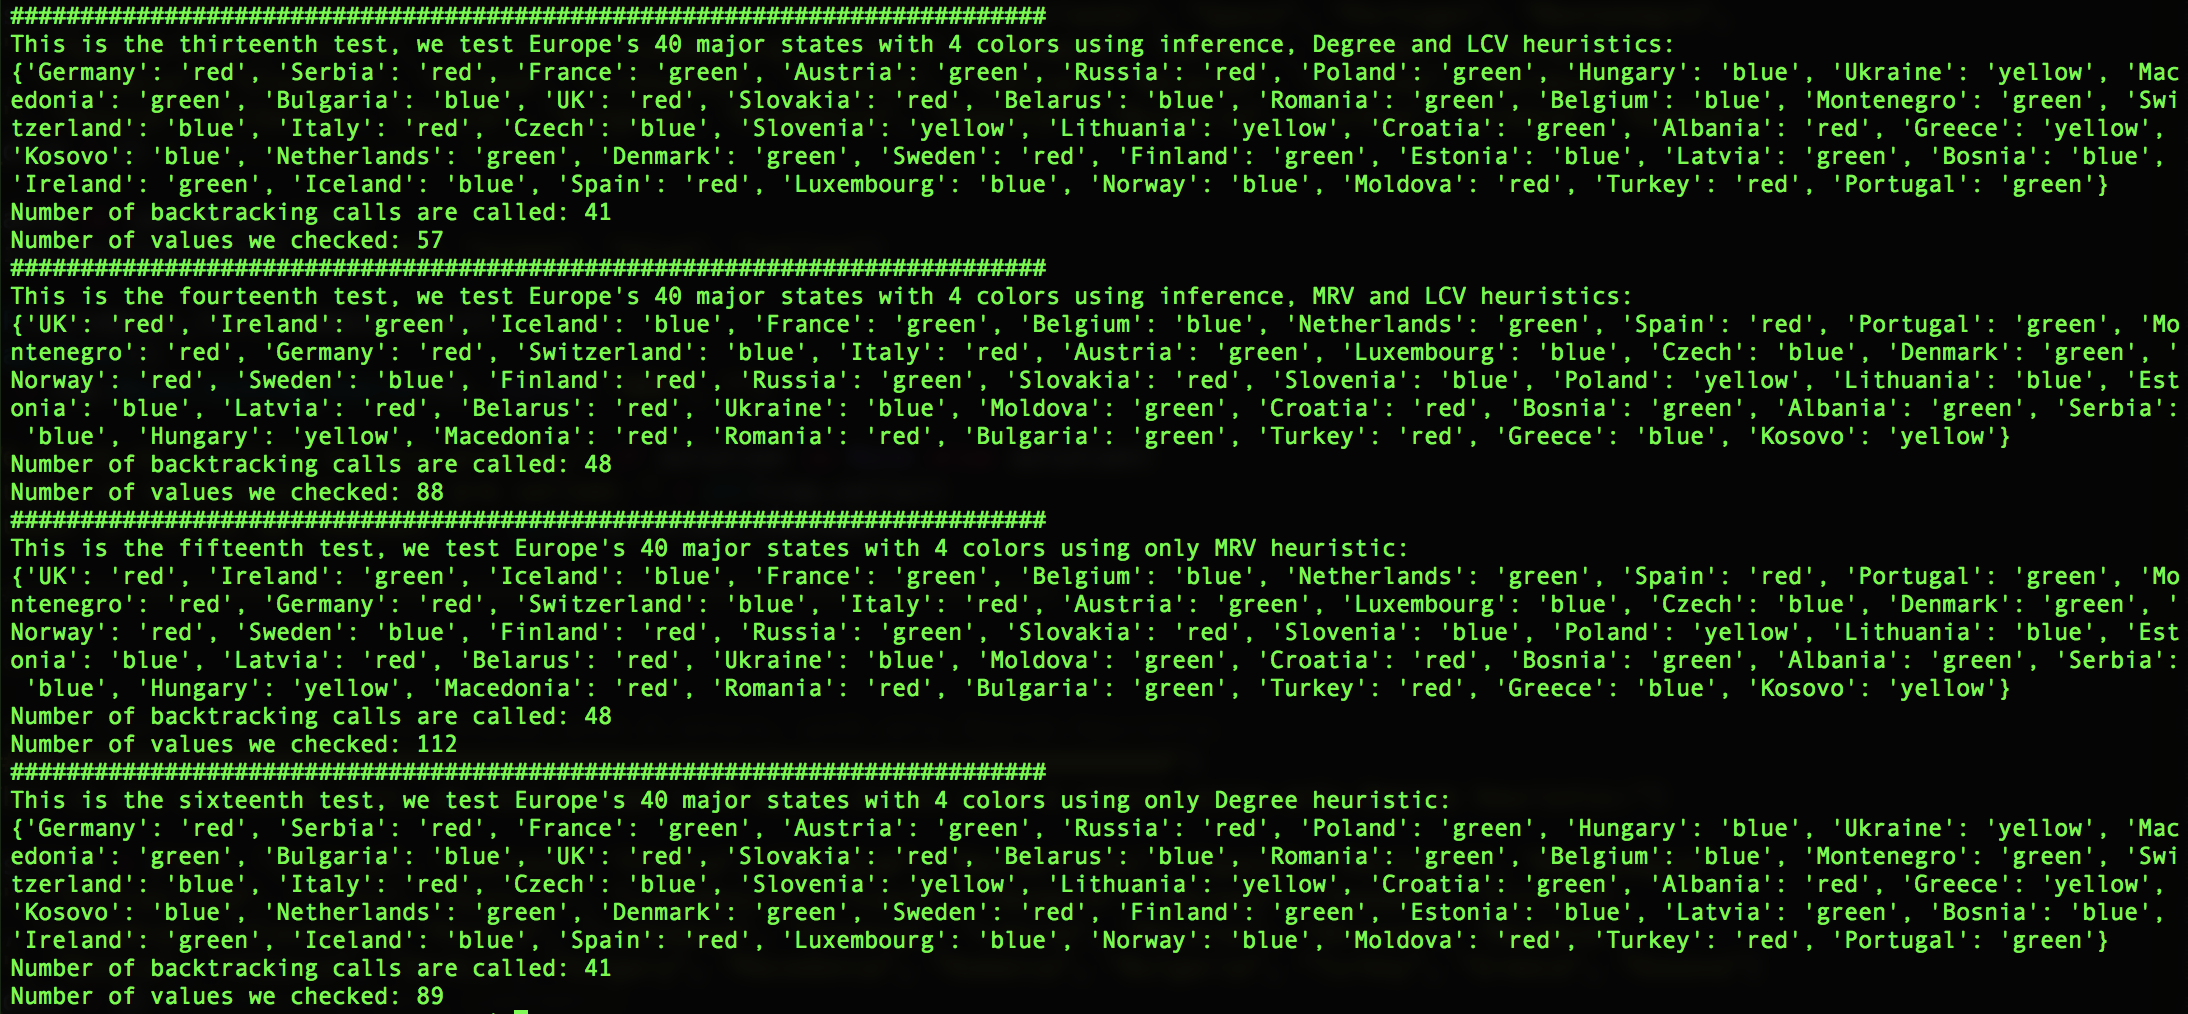 ##########################################################################
This is the thirteenth test, we test Europe's 40 major states with 4 colors using inference, Degree and LCV heuristics:
{'Germany': 'red', 'Serbia': 'red', 'France': 'green', 'Austria': 'green', 'Russia': 'red', 'Poland': 'green', 'Hungary': 'blue', 'Ukraine': 'yellow', 'Mac
edonia': 'green', 'Bulgaria': 'blue', 'UK': 'red', 'Slovakia': 'red', 'Belarus': 'blue', 'Romania': 'green', 'Belgium': 'blue', 'Montenegro': 'green', 'Swi
tzerland': 'blue', 'Italy': 'red', 'Czech': 'blue', 'Slovenia': 'yellow', 'Lithuania': 'yellow', 'Croatia': 'green', 'Albania': 'red', 'Greece': 'yellow',
'Kosovo': 'blue', 'Netherlands': 'green', 'Denmark': 'green', 'Sweden': 'red', 'Finland': 'green', 'Estonia': 'blue', 'Latvia': 'green', 'Bosnia': 'blue',
'Ireland': 'green', 'Iceland': 'blue', 'Spain': 'red', 'Luxembourg': 'blue', 'Norway': 'blue', 'Moldova': 'red', 'Turkey': 'red', 'Portugal': 'green'}
Number of backtracking calls are called: 41
Number of values we checked: 57
##########################################################################
This is the fourteenth test, we test Europe's 40 major states with 4 colors using inference, MRV and LCV heuristics:
{'UK': 'red', 'Ireland': 'green', 'Iceland': 'blue', 'France': 'green', 'Belgium': 'blue', 'Netherlands': 'green', 'Spain': 'red', 'Portugal': 'green', 'Mo
ntenegro': 'red', 'Germany': 'red', 'Switzerland': 'blue', 'Italy': 'red', 'Austria': 'green', 'Luxembourg': 'blue', 'Czech': 'blue', 'Denmark': 'green', '
Norway': 'red', 'Sweden': 'blue', 'Finland': 'red', 'Russia': 'green', 'Slovakia': 'red', 'Slovenia': 'blue', 'Poland': 'yellow', 'Lithuania': 'blue', 'Est
onia': 'blue', 'Latvia': 'red', 'Belarus': 'red', 'Ukraine': 'blue', 'Moldova': 'green', 'Croatia': 'red', 'Bosnia': 'green', 'Albania': 'green', 'Serbia':
 'blue', 'Hungary': 'yellow', 'Macedonia': 'red', 'Romania': 'red', 'Bulgaria': 'green', 'Turkey': 'red', 'Greece': 'blue', 'Kosovo': 'yellow'}
Number of backtracking calls are called: 48
Number of values we checked: 88
##########################################################################
This is the fifteenth test, we test Europe's 40 major states with 4 colors using only MRV heuristic:
{'UK': 'red', 'Ireland': 'green', 'Iceland': 'blue', 'France': 'green', 'Belgium': 'blue', 'Netherlands': 'green', 'Spain': 'red', 'Portugal': 'green', 'Mo
ntenegro': 'red', 'Germany': 'red', 'Switzerland': 'blue', 'Italy': 'red', 'Austria': 'green', 'Luxembourg': 'blue', 'Czech': 'blue', 'Denmark': 'green', '
Norway': 'red', 'Sweden': 'blue', 'Finland': 'red', 'Russia': 'green', 'Slovakia': 'red', 'Slovenia': 'blue', 'Poland': 'yellow', 'Lithuania': 'blue', 'Est
onia': 'blue', 'Latvia': 'red', 'Belarus': 'red', 'Ukraine': 'blue', 'Moldova': 'green', 'Croatia': 'red', 'Bosnia': 'green', 'Albania': 'green', 'Serbia':
 'blue', 'Hungary': 'yellow', 'Macedonia': 'red', 'Romania': 'red', 'Bulgaria': 'green', 'Turkey': 'red', 'Greece': 'blue', 'Kosovo': 'yellow'}
Number of backtracking calls are called: 48
Number of values we checked: 112
##########################################################################
This is the sixteenth test, we test Europe's 40 major states with 4 colors using only Degree heuristic:
{'Germany': 'red', 'Serbia': 'red', 'France': 'green', 'Austria': 'green', 'Russia': 'red', 'Poland': 'green', 'Hungary': 'blue', 'Ukraine': 'yellow', 'Mac
edonia': 'green', 'Bulgaria': 'blue', 'UK': 'red', 'Slovakia': 'red', 'Belarus': 'blue', 'Romania': 'green', 'Belgium': 'blue', 'Montenegro': 'green', 'Swi
tzerland': 'blue', 'Italy': 'red', 'Czech': 'blue', 'Slovenia': 'yellow', 'Lithuania': 'yellow', 'Croatia': 'green', 'Albania': 'red', 'Greece': 'yellow',
'Kosovo': 'blue', 'Netherlands': 'green', 'Denmark': 'green', 'Sweden': 'red', 'Finland': 'green', 'Estonia': 'blue', 'Latvia': 'green', 'Bosnia': 'blue',
'Ireland': 'green', 'Iceland': 'blue', 'Spain': 'red', 'Luxembourg': 'blue', 'Norway': 'blue', 'Moldova': 'red', 'Turkey': 'red', 'Portugal': 'green'}
Number of backtracking calls are called: 41
Number of values we checked: 89